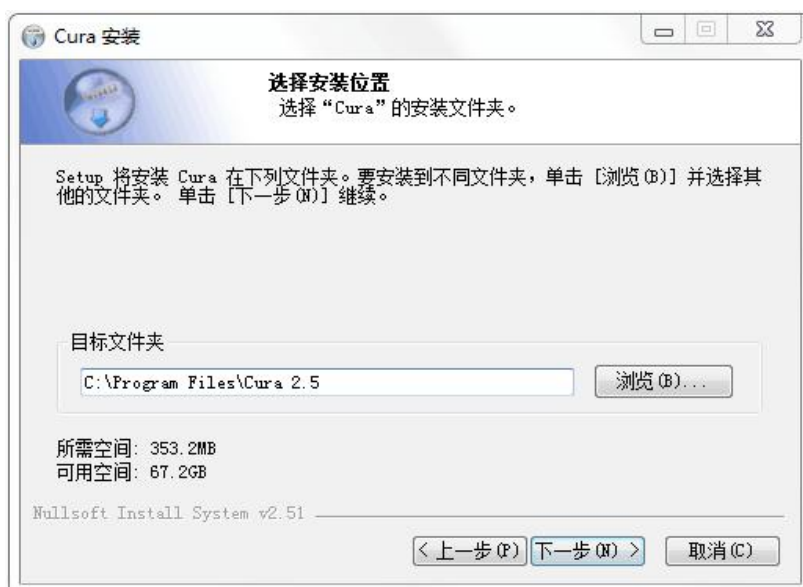 Cura 安装
选择安装位置
选择“Cura”的安装文件夹。
Setup 将安装 Cura 在下列文件夹。要安装到不同文件夹，单击 [浏览(B)] 并选择其
他的文件夹。 单击 [下一步(N)] 继续。
目标文件夹
C:\Program Files\Cura 2.5
浏览(B)...
所需空间: 353.2MB
可用空间: 67.2GB
Nullsoft Install System v2.51
< 上一步(P) 下一步(N) > 取消(C)